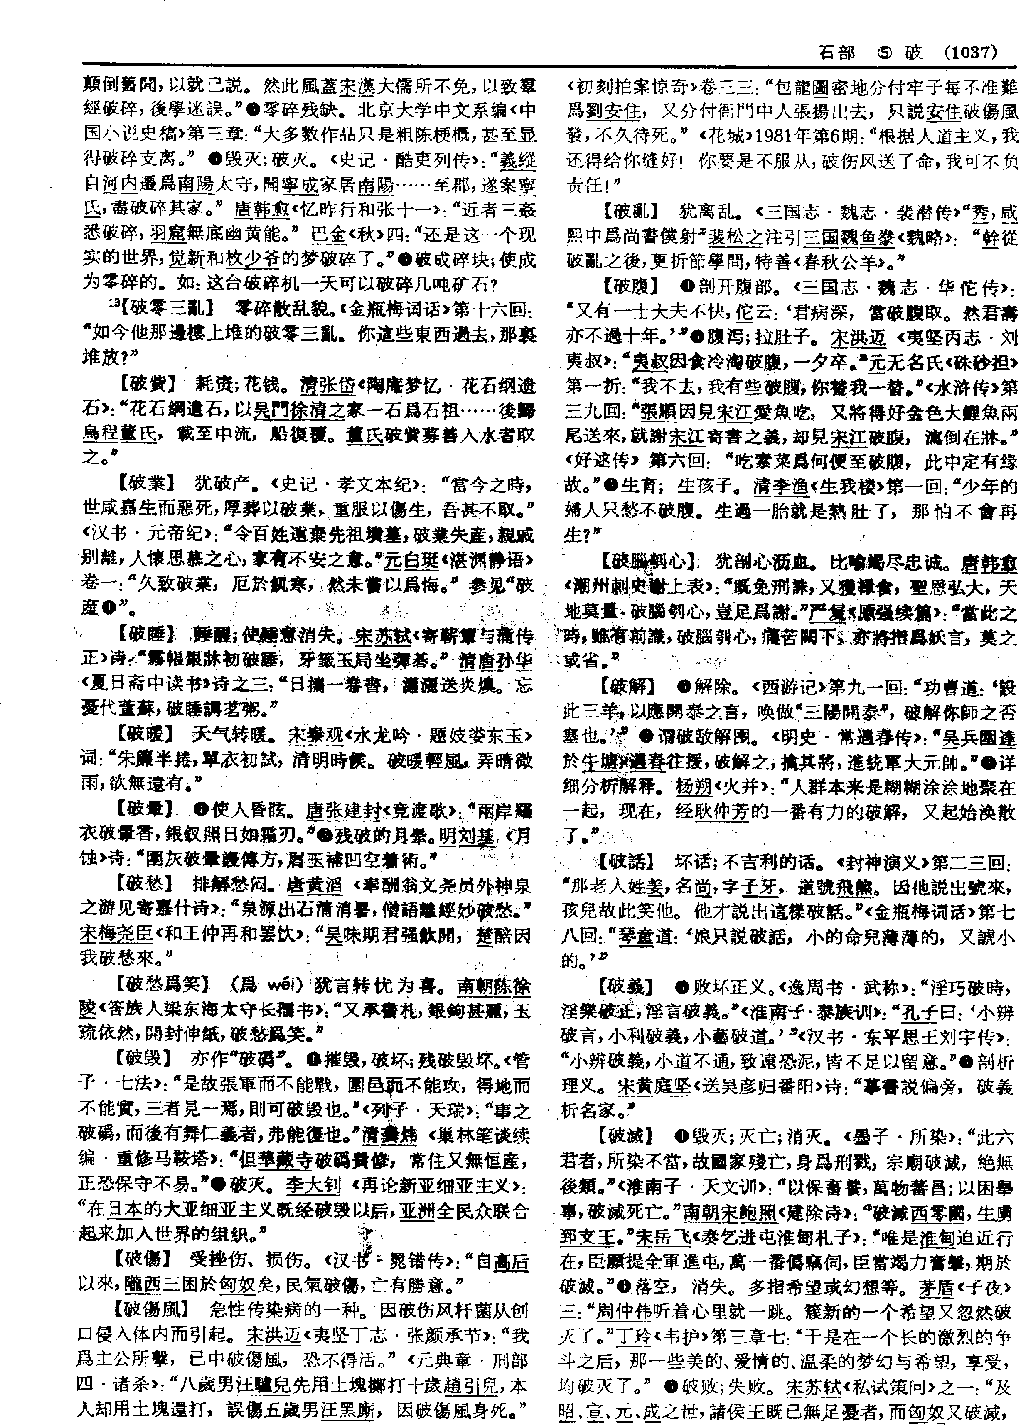 石部 ⑤ 破 (1037)
顛倒舊聞，以就己説。然此風蓋宋漢大儒所不免，以致羣
經破碎，後學迷誤。”❷零碎残缺。北京大学中文系编《中
国小说史稿》第三章：“大多数作品只是粗陈梗概，甚至显
得破碎支离。” ❸毁灭；破灭。《史记·酷吏列传》：“義縱
自河内遷爲南陽太守，聞寧成家居南陽……至郡，遂案寧
氏，盡破碎其家。” 唐韩愈《忆昨行和张十一》：“近者三姦
悉破碎，羽窟無底幽黄能。” 巴金《秋》四：“还是这一个现
实的世界，觉新和枚少爷的梦破碎了。”❹破成碎块；使成
为零碎的。如：这台破碎机一天可以破碎几吨矿石？
【破零三亂】 零碎散乱貌。《金瓶梅词话》第十六回：
“如今他那邊樓上堆的破零三亂。你這些東西過去，那裏
堆放？”
【破費】 耗费；花钱。清张岱《陶庵梦忆·花石纲遗
石》：“花石綱遺石，以吴門徐清之家一石爲石祖……後歸
烏程董氏，載至中流，船復覆。董氏破費募善入水者取
之。”
【破業】 犹破产。《史记·孝文本纪》：“當今之時，
世咸嘉生而惡死，厚葬以破業，重服以傷生，吾甚不取。”
《汉书·元帝纪》：“令百姓遠棄先祖墳墓，破業失産，親戚
别離，人懷思慕之心，家有不安之意。”元白珽《湛渊静语》
卷一：“久致破業，厄於飢寒，然未嘗以爲悔。” 参见“破
産❶”。
【破睡】 睡醒；使睡意消失。宋苏轼《寄蕲簟与蒲传
正》诗：“霧帳銀牀初破睡，牙籤玉局坐彈棊。” 清唐孙华
《夏日斋中读书》诗之三：“日攤一卷書，瀟灑送炎燠。忘
憂代萱蘇，破睡調茗粥。”
【破暖】 天气转暖。宋秦观《水龙吟·题妓娄东玉》
词：“朱簾半捲，單衣初試，清明時候。破暖輕風，弄晴微
雨，欲無還有。”
【破暈】 ❶使人昏眩。唐张建封《竞渡歌》：“兩岸羅
衣破暈香，銀釵照日如霜刃。”❷残破的月晕。明刘基《月
蚀》诗：“圍灰破暈護傳方，屑玉補凹空積術。”
【破愁】 排解愁闷。唐黄滔《奉酬翁文尧员外神泉
之游见寄嘉什诗》：“泉源出石清消暑，僧語離經妙破愁。”
宋梅尧臣《和王仲再和罢饮》：“吴味期君强飲開，楚醅因
我破愁來。”
【破愁爲笑】 （爲 wéi）犹言转忧为喜。南朝陈徐
陵《答族人梁东海太守长孺书》：“又承書札，銀鉤甚麗，玉
疏依然，開封伸紙，破愁爲笑。”
【破毁】 亦作“破碼”。❶摧毁，破坏；残破毁坏。《管
子·七法》：“是故張軍而不能戰，圍邑而不能攻，得地而
不能實，三者見一焉，則可破毁也。”《列子·天瑞》：“事之
破䃣，而後有舞仁義者，弗能復也。”清龚炜《巢林笔谈续
编·重修马鞍塔》：“但華藏寺破碼費修，常住又無恒産，
正恐保守不易。”❷破灭。李大钊《再论新亚细亚主义》：
“在日本的大亚细亚主义既经破毁以后，亚洲全民众联合
起来加入世界的组织。”
【破傷】 受挫伤、损伤。《汉书·晁错传》：“自高后
以來，隴西三困於匈奴矣，民氣破傷，亡有勝意。”
【破傷風】 急性传染病的一种。因破伤风杆菌从创
口侵入体内而引起。宋洪迈《夷坚丁志·张颜承节》：“我
爲主公所擊，已中破傷風，恐不得活。” 《元典章·刑部
四·诸杀》：“八歲男汪驢兒先用土塊擲打十歲趙引兒，本
人却用土塊還打，誤傷五歲男汪黑廝，因破傷風身死。”
《初刻拍案惊奇》卷三三：“包龍圖密地分付牢子每不准難
爲劉安住，又分付衙門中人張揚出去，只説安住破傷風
發，不久待死。” 《花城》1981年第6期：“根据人道主义，我
还得给你缝好！你要是不服从，破伤风送了命，我可不负
责任！”
【破亂】 犹离乱。《三国志·魏志·裴潜传》“秀，咸
熙中爲尚書僕射”裴松之注引三国魏鱼豢《魏略》：“幹從
破亂之後，更折節學問，特善《春秋公羊》。”
【破腹】 ❶剖开腹部。《三国志·魏志·华佗传》：
“又有一士大夫不快，佗云：‘君病深，當破腹取。然君壽
亦不過十年。’”❷腹泻；拉肚子。宋洪迈《夷坚丙志·刘
夷叔》：“夷叔因食冷淘破腹，一夕卒。”元无名氏《硃砂担》
第一折：“我不去，我有些破腹，你替我一替。”《水浒传》第
三九回：“張順因見宋江愛魚吃，又將得好金色大鯉魚兩
尾送來，就謝宋江寄書之義，却見宋江破腹，瀉倒在牀。”
《好逑传》第六回：“吃素菜爲何便至破腹，此中定有缘
故。”❸生育；生孩子。清李渔《生我楼》第一回：“少年的
婦人只愁不破腹。生過一胎就是熟肚了，那怕不會再
生？”
【破腦刳心】 犹剖心沥血。比喻竭尽忠诚。唐韩愈
《潮州刺史谢上表》：“既免刑誅，又獲禄食，聖恩弘大，天
地莫量，破腦刳心，豈足爲謝。”严复《原强续篇》：“當此之
時，雖有前識，破腦刳心，痛苦闕下，亦將指爲妖言，莫之
或省。”
【破解】 ❶解除。《西游记》第九一回：“功曹道：‘設
此三羊，以應開泰之言，唤做“三陽開泰”，破解你師之否
塞也。’” ❷谓破敌解围。《明史·常遇春传》：“吴兵圍達
於牛塘，遇春往援，破解之，擒其將，進統軍大元帥。”❸详
细分析解释。杨朔《火并》：“人群本来是糊糊涂涂地聚在
一起，现在，经耿仲芳的一番有力的破解，又起始涣散
了。”
【破話】 坏话；不吉利的话。《封神演义》第二三回：
“那老人姓姜，名尚，字子牙，道號飛熊。因他説出號來，
孩兒故此笑他。他才説出這樣破話。”《金瓶梅词话》第七
八回：“琴童道：‘娘只説破話，小的命兒薄薄的，又諕小
的。’”
【破義】 ❶败坏正义。《逸周书·武称》：“淫巧破時，
淫樂破正，淫言破義。”《淮南子·泰族训》：“孔子曰：‘小辨
破言，小利破義，小藝破道。’”《汉书·东平思王刘宇传》：
“小辨破義，小道不通，致遠恐泥，皆不足以留意。”❷剖析
理义。宋黄庭坚《送吴彦归番阳》诗：“摹書説偏旁，破義
析名家。”
【破滅】 ❶毁灭；灭亡；消灭。《墨子·所染》：“此六
君者，所染不當，故國家殘亡，身爲刑戮，宗廟破滅，絶無
後類。”《淮南子·天文训》：“以保畜養，萬物蕃昌；以困舉
事，破滅死亡。”南朝宋鲍照《建除诗》：“破滅西零國，生虜
郅支王。”宋岳飞《奏乞进屯淮甸札子》：“唯是淮甸迫近行
在，臣願提全軍進屯，萬一番僞窺伺，臣當竭力奮擊，期於
破滅。”❷落空，消失。多指希望或幻想等。茅盾《子夜》
三：“周仲伟听着心里就一跳。簇新的一个希望又忽然破
灭了。”丁玲《韦护》第三章七：“于是在一个长的激烈的争
斗之后，那一些美的、爱情的、温柔的梦幻与希望，享受，
均破灭了。” ❸破败；失败。宋苏轼《私试策问》之一：“及
昭、宣、元、成之世，諸侯王既已無足憂者，而匈奴又破滅，